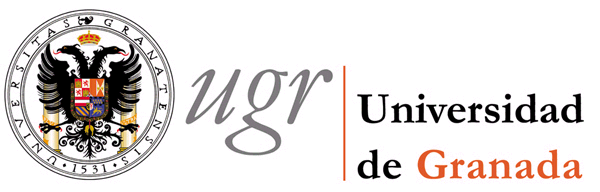 UNIVERSITAS GRANATENSIS
· 1531 ·
ugr
Universidad
de Granada